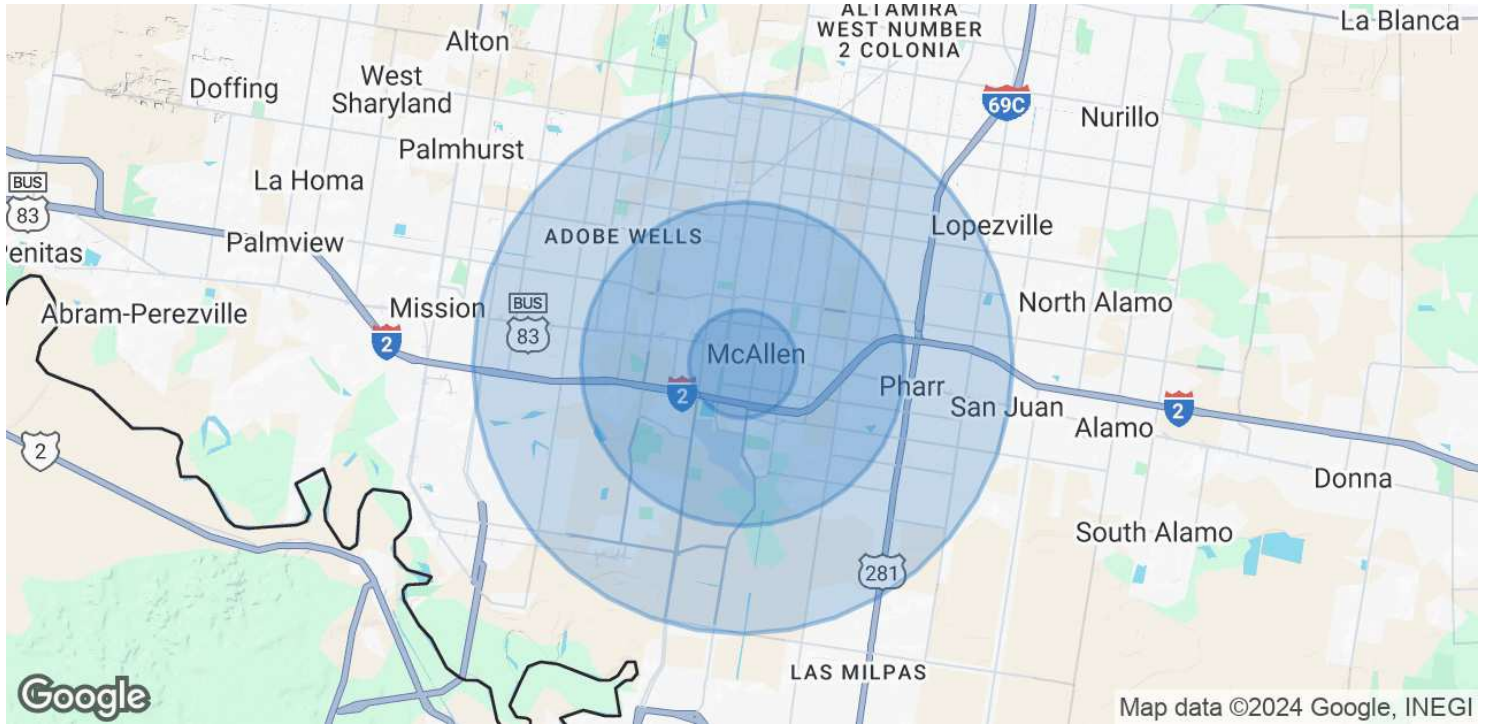 ALTAMIRA
WEST NUMBER
2 COLONIA
La Blanca
Alton
West
Sharyland
Doffing
69C
Nurillo
Palmhurst
La Homa
BUS
83
Lopezville
ADOBE WELLS
Palmview
enitas
North Alamo
Abram-Perezville
Mission
BUS
83
2
McAllen
Pharr
2
San Juan
2
Alamo
2
Donna
South Alamo
281
LAS MILPAS
Google
Map data ©2024 Google, INEGI